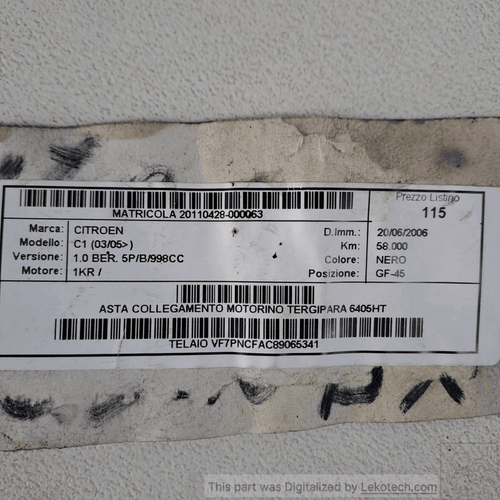 Prezzo Listino
115
MATRICOLA 20110428-000063
Marca: CITROEN D.Imm.: 20/06/2006
Modello: C1 (03/05> ) Km: 58.000
Versione: 1.0 BER. 5P/B/998CC Colore: NERO
Motore: 1KR / Posizione: GF-45
ASTA COLLEGAMENTO MOTORINO TERGIPARA 6405HT
TELAIO VF7PNCFAC89065341
This part was Digitalized by Lekotech.com